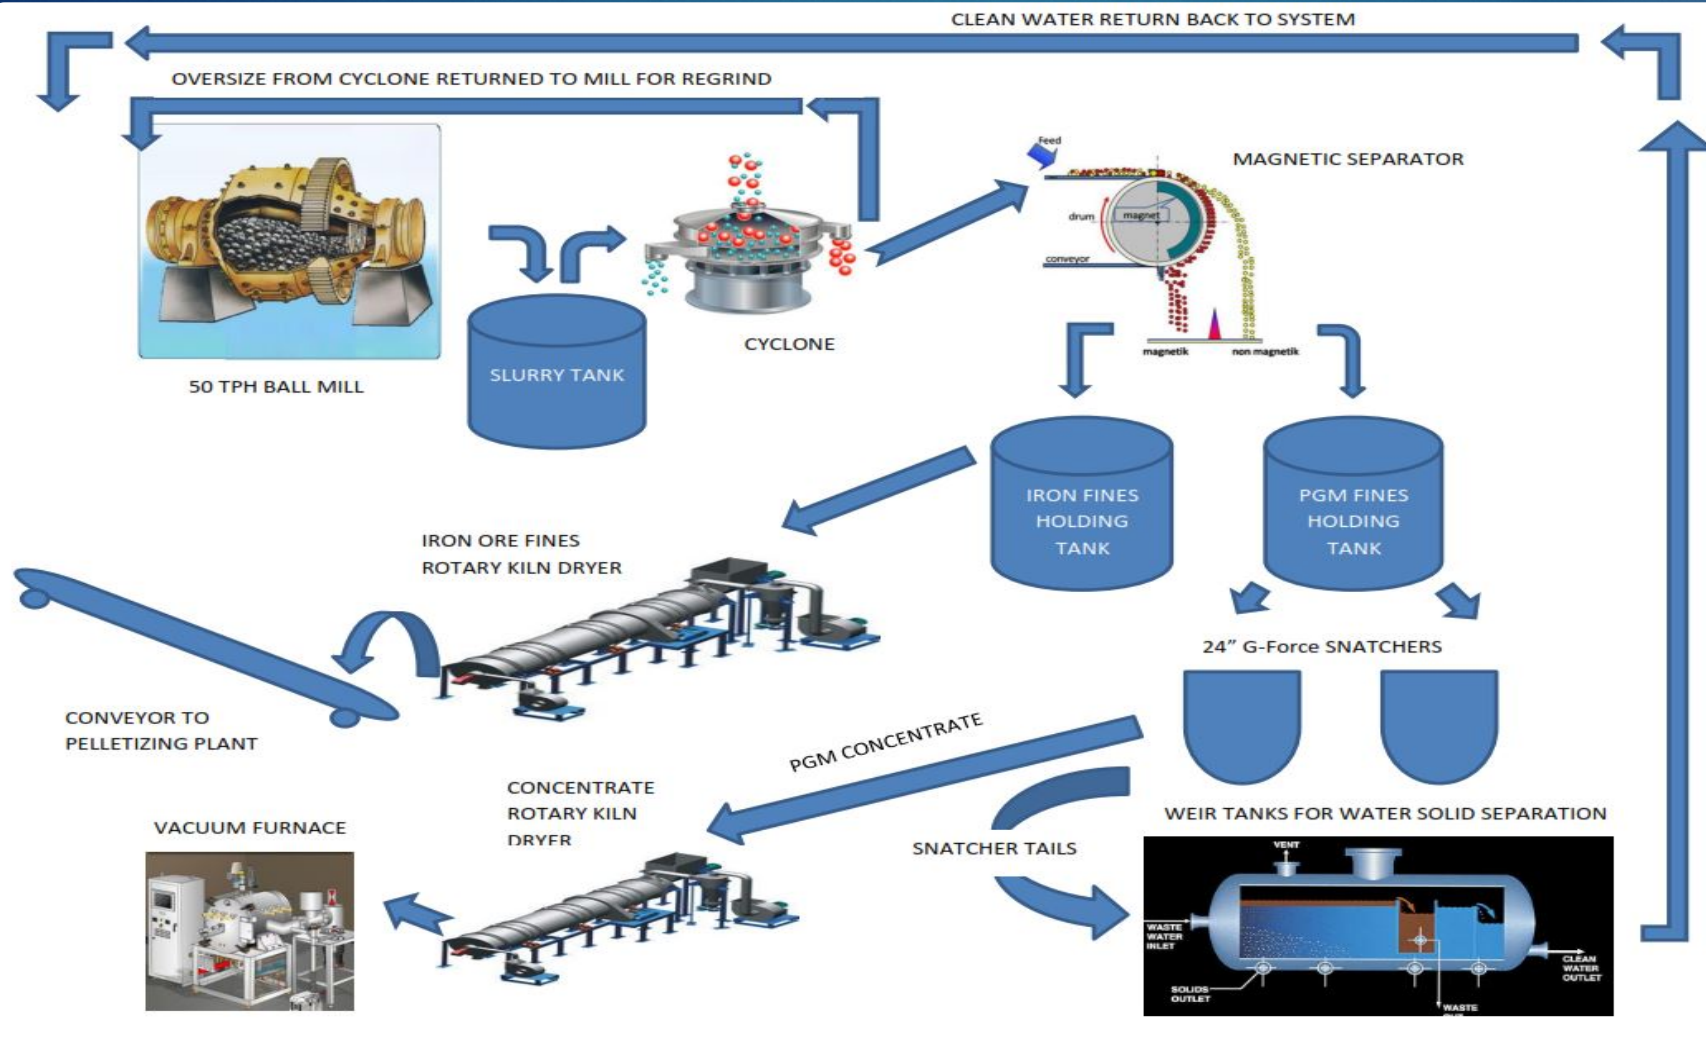 CLEAN WATER RETURN BACK TO SYSTEM
OVERSIZE FROM CYCLONE RETURNED TO MILL FOR REGRIND
Feed
MAGNETIC SEPARATOR
drum
magnet
conveyor
magnetik
non magnetik
CYCLONE
50 TPH BALL MILL
SLURRY TANK
IRON FINES
HOLDING
TANK
PGM FINES
HOLDING
TANK
IRON ORE FINES
ROTARY KILN DRYER
24” G-Force SNATCHERS
CONVEYOR TO
PELLETIZING PLANT
PGM CONCENTRATE
CONCENTRATE
ROTARY KILN
DRYER
VACUUM FURNACE
SNATCHER TAILS
WEIR TANKS FOR WATER SOLID SEPARATION
VENT
WASTE
WATER
INLET
CLEAN
WATER
OUTLET
SOLIDS
OUTLET
WASTE